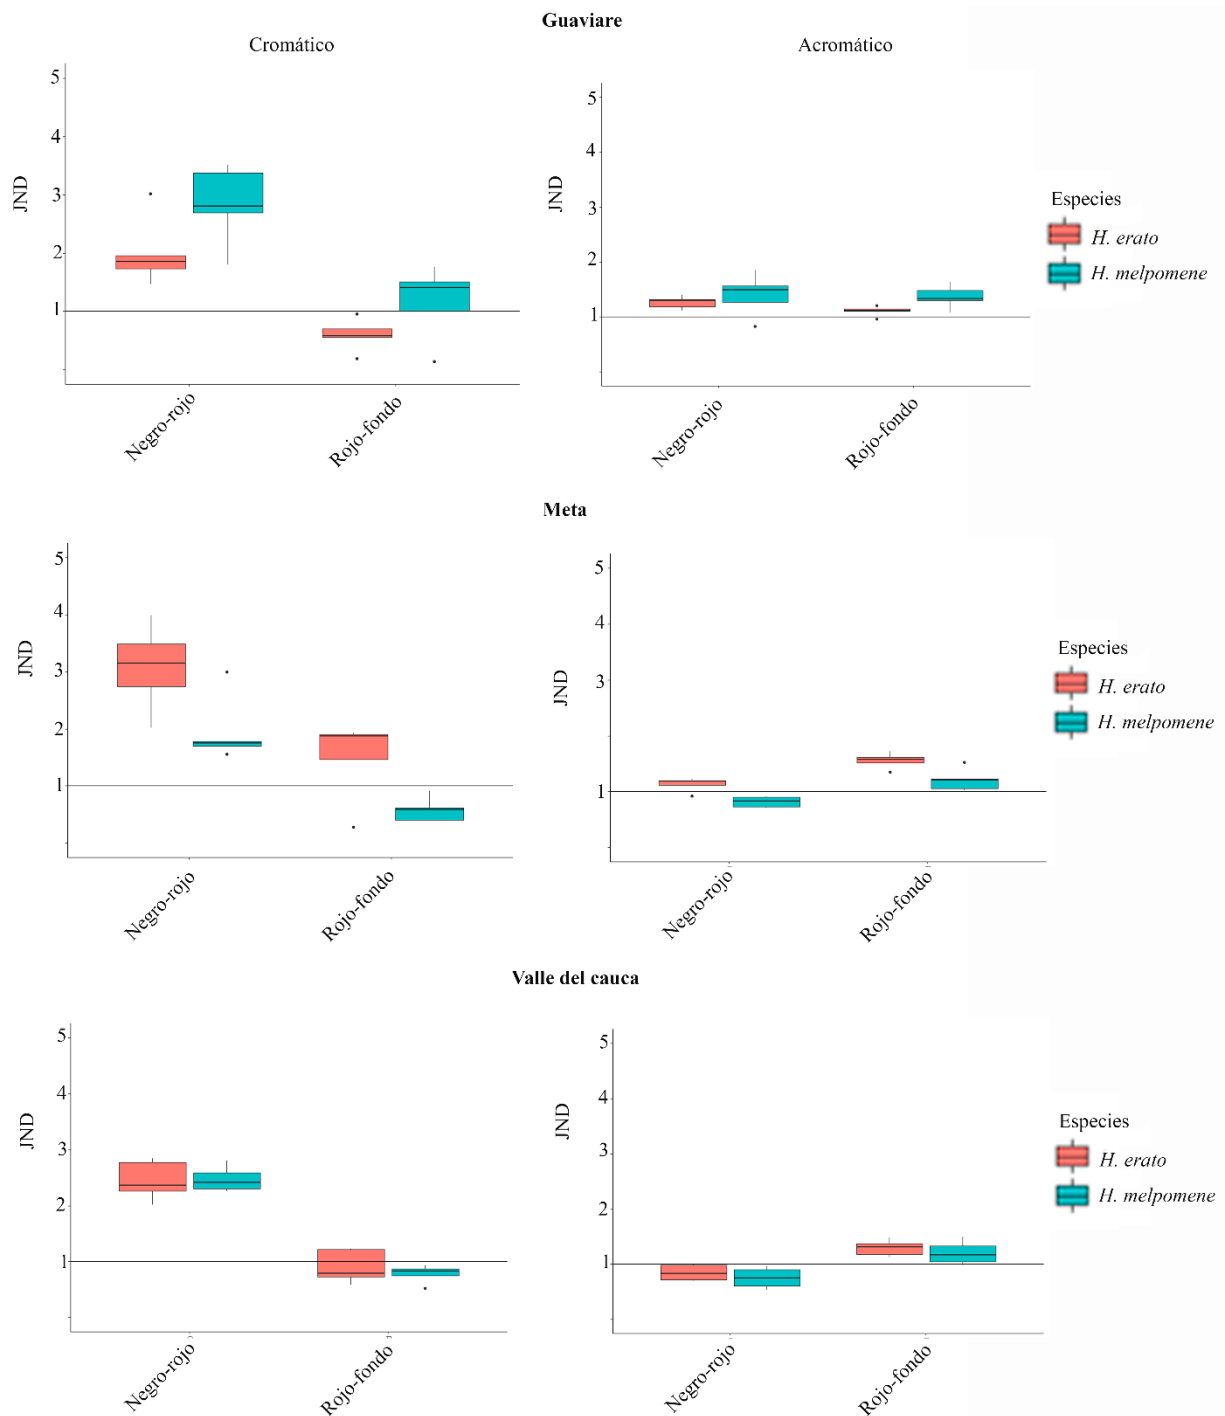 Guaviare
Cromático
Acromático
5
4
3
2
1
JND
Negro-rojo
Rojo-fondo
5
4
3
2
1
JND
Negro-rojo
Rojo-fondo
Especies
H. erato
H. melpomene
Meta
5
4
3
2
1
JND
Negro-rojo
Rojo-fondo
5
4
3
1
JND
Negro-rojo
Rojo-fondo
Especies
H. erato
H. melpomene
Valle del cauca
5
4
3
2
1
JND
Negro-rojo
Rojo-fondo
5
4
3
2
1
JND
Negro-rojo
Rojo-fondo
Especies
H. erato
H. melpomene